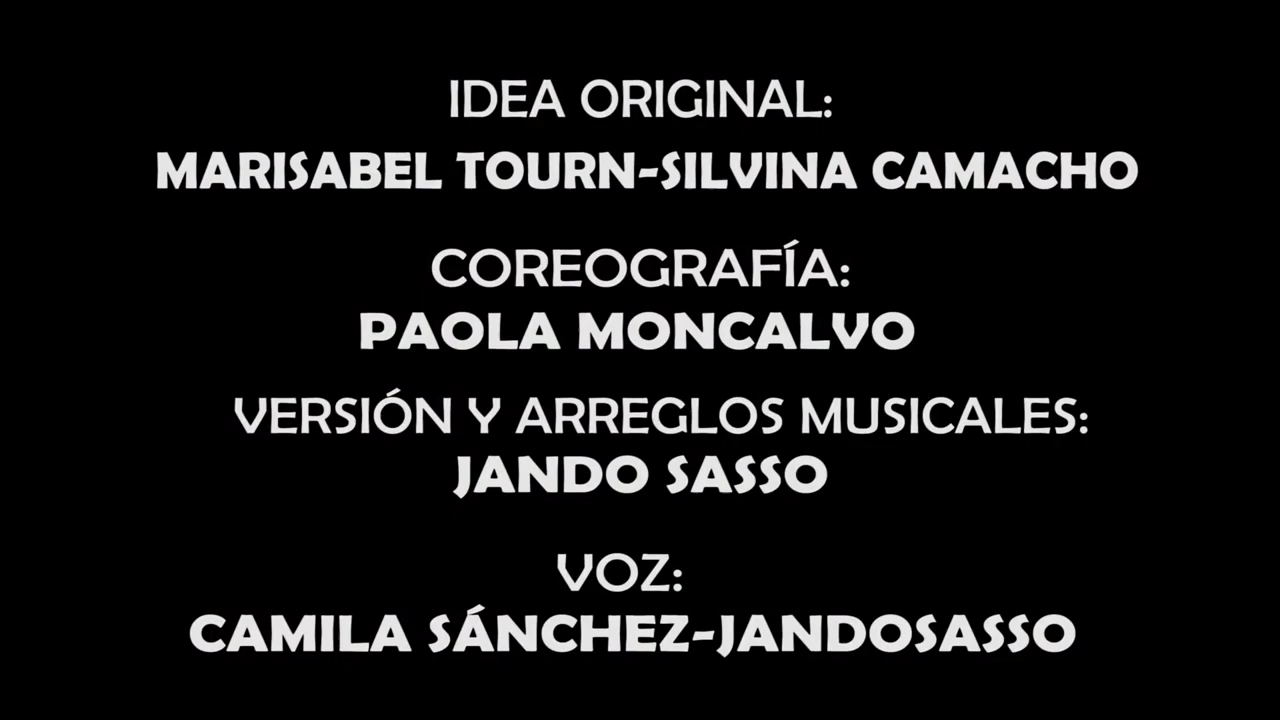 IDEA ORIGINAL:
MARISABEL TOURN-SILVINA CAMACHO
COREOGRAFÍA:
PAOLA MONCALVO
VERSIÓN Y ARREGLOS MUSICALES:
JANDO SASSO
VOZ:
CAMILA SÁNCHEZ-JANDOSASSO